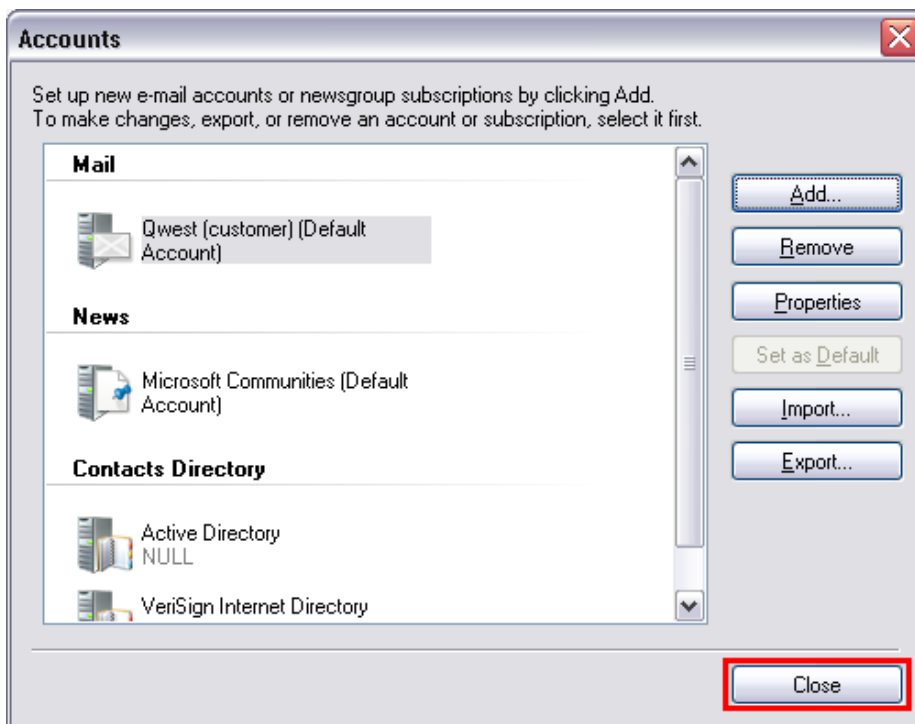 Accounts
Set up new e-mail accounts or newsgroup subscriptions by clicking Add.
To make changes, export, or remove an account or subscription, select it first.
Mail
Qwest (customer) (Default
Account)
News
Microsoft Communities (Default
Account)
Contacts Directory
Active Directory
NULL
VeriSign Internet Directory
Add...
Remove
Properties
Set as Default
Import...
Export...
Close